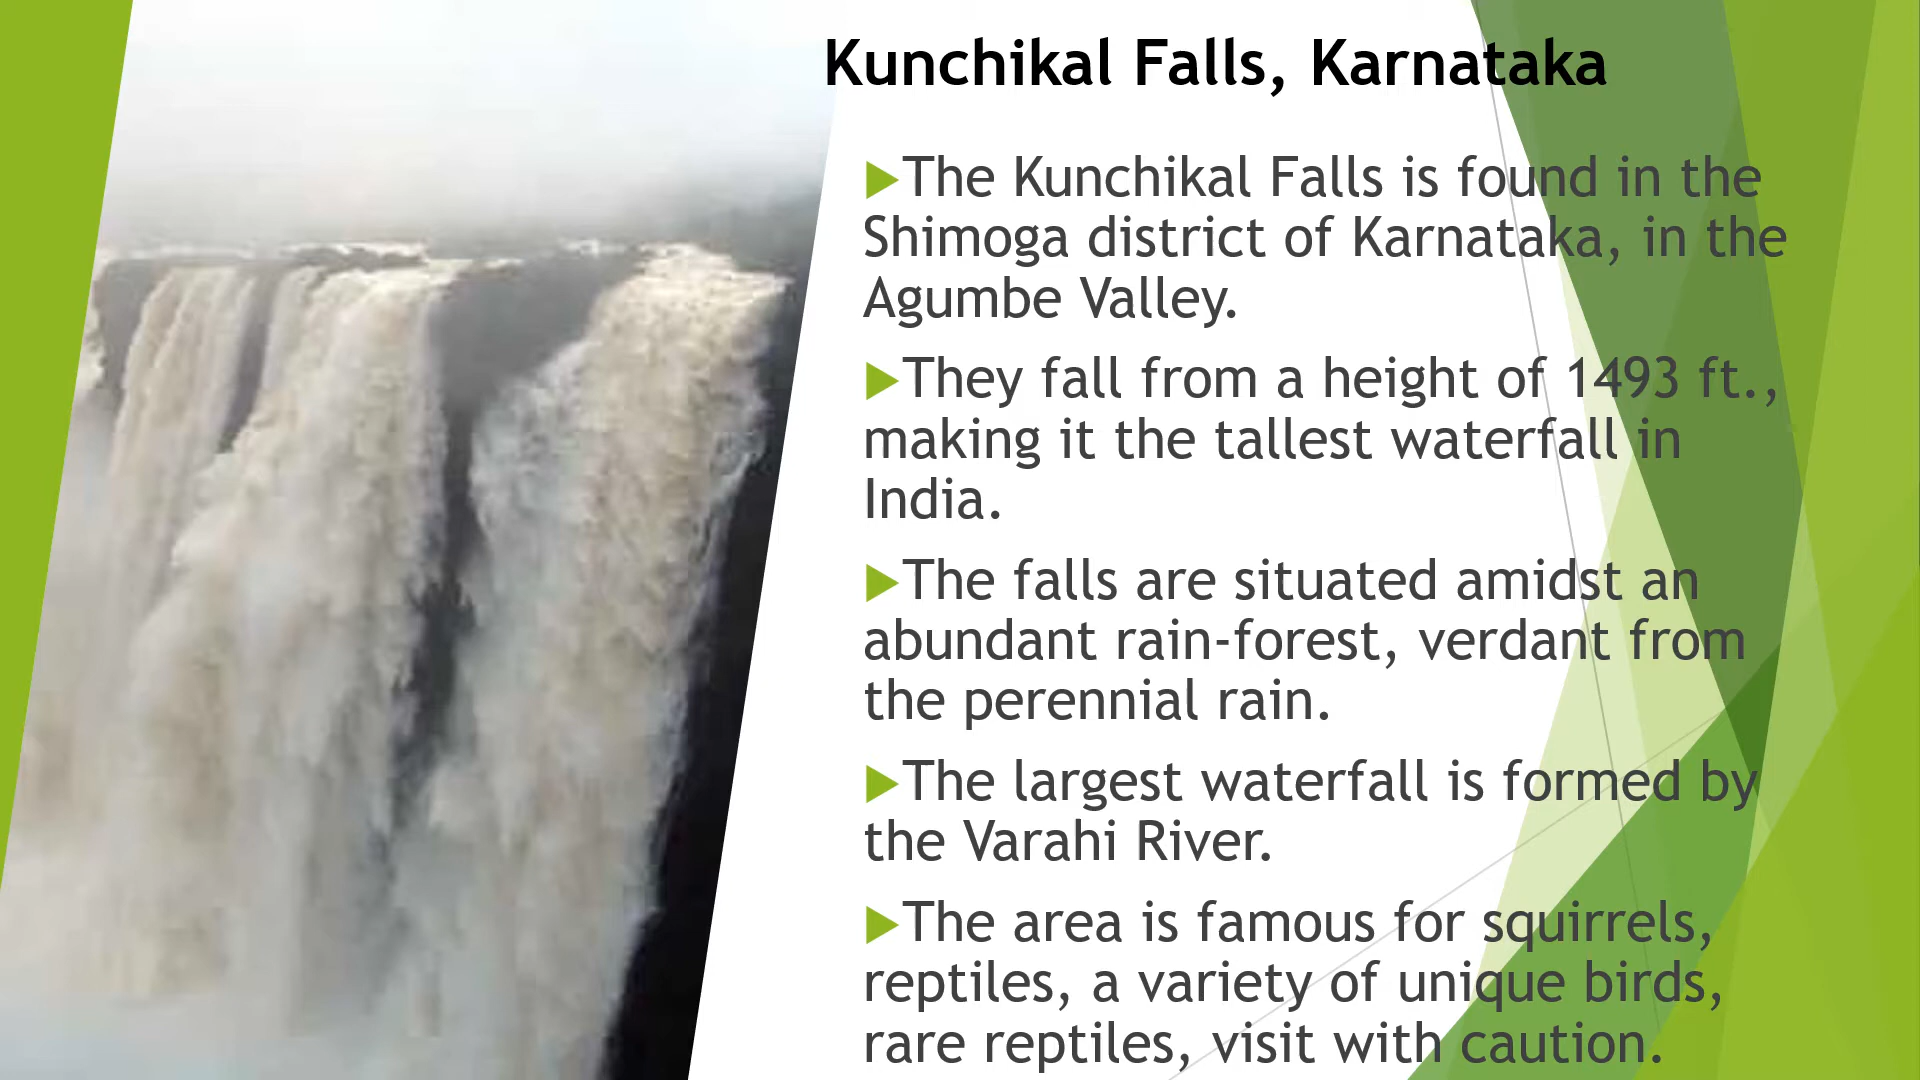 Kunchikal Falls, Karnataka
The Kunchikal Falls is found in the
Shimoga district of Karnataka, in the
Agumbe Valley.
They fall from a height of 1493 ft.,
making it the tallest waterfall in
India.
The falls are situated amidst an
abundant rain-forest, verdant from
the perennial rain.
The largest waterfall is formed by
the Varahi River.
The area is famous for squirrels,
reptiles, a variety of unique birds,
rare reptiles, visit with caution.